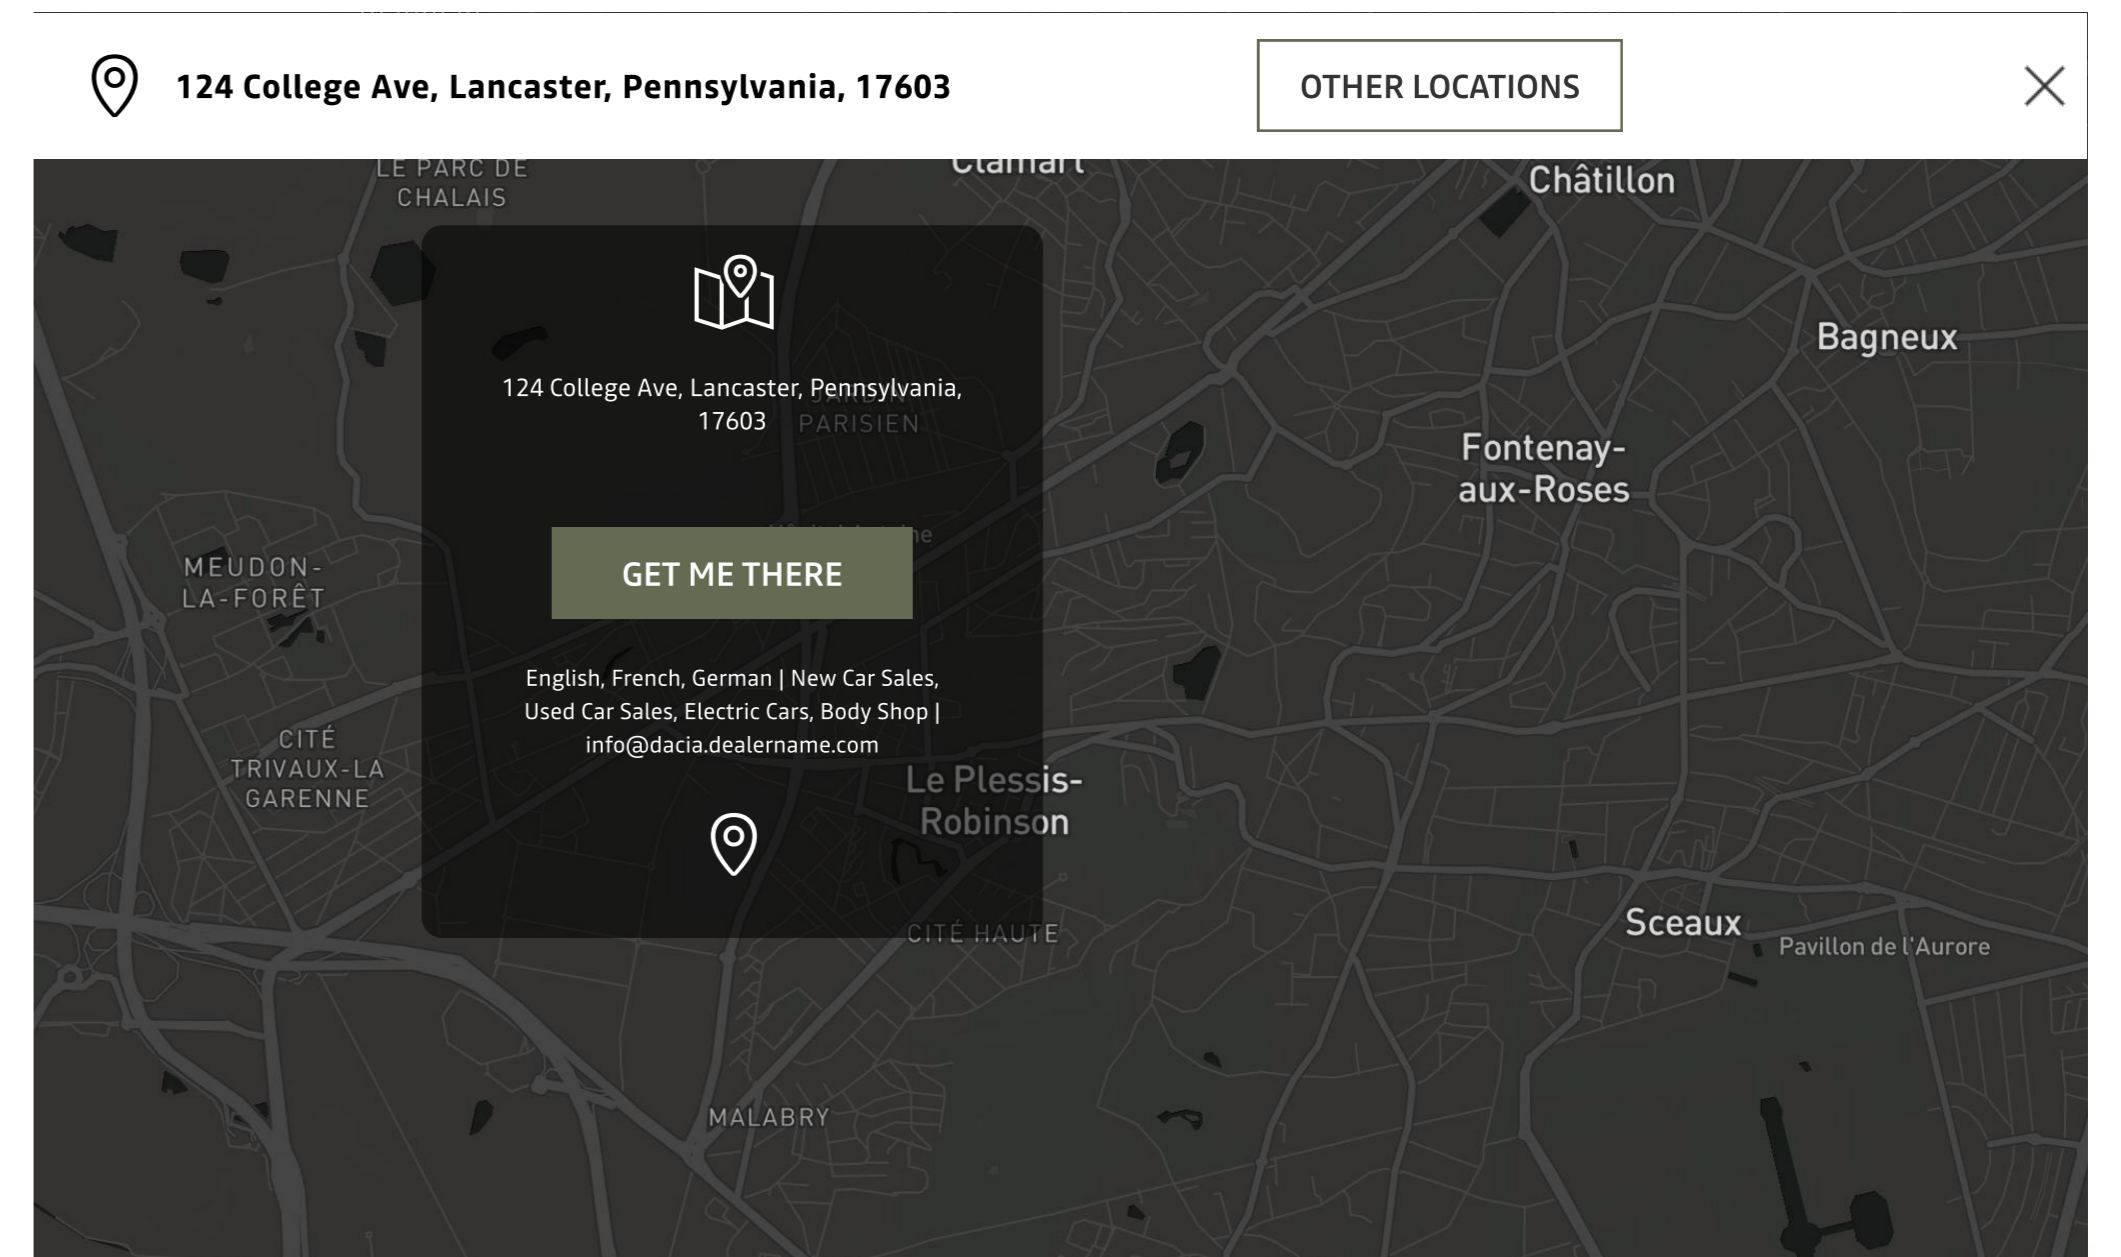 124 College Ave, Lancaster, Pennsylvania, 17603
OTHER LOCATIONS
LE PARC DE
CHALAIS
Clamart
Châtillon
Bagneux
124 College Ave, Lancaster, Pennsylvania,
17603
JARDIN
PARISIEN
Fontenay-
aux-Roses
GET ME THERE
MEUDON-
LA-FORÊT
English, French, German | New Car Sales,
Used Car Sales, Electric Cars, Body Shop |
info@dacia.dealername.com
CITÉ
TRIVAUX-LA
GARENNE
Le Plessis-
Robinson
CITÉ HAUTE
Sceaux
Pavillon de l'Aurore
MALABRY